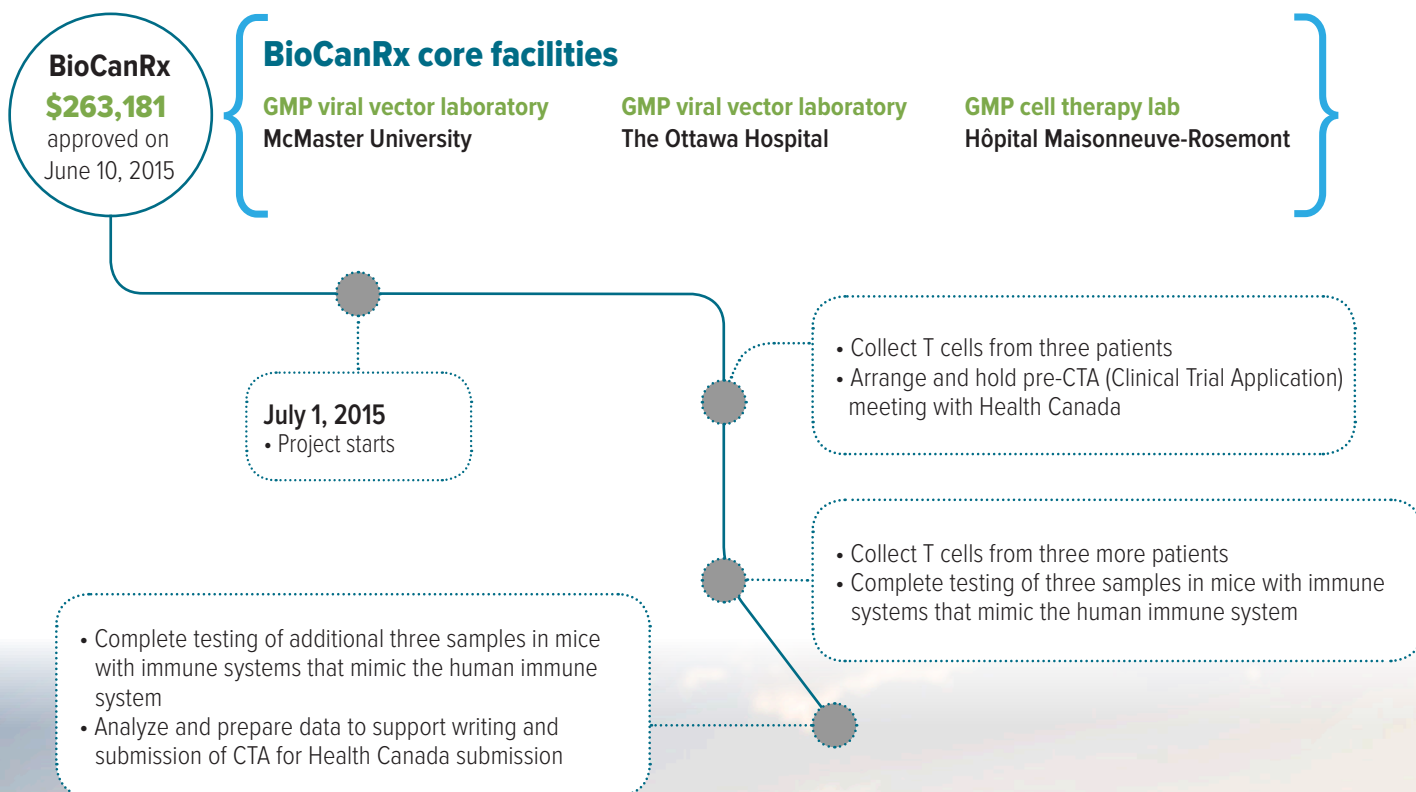 BioCanRx
$263,181
approved on
June 10, 2015
BioCanRx core facilities
GMP viral vector laboratory
McMaster University
GMP viral vector laboratory
The Ottawa Hospital
GMP cell therapy lab
Hôpital Maisonneuve-Rosemont
July 1, 2015
• Project starts
• Collect T cells from three patients
• Arrange and hold pre-CTA (Clinical Trial Application)
meeting with Health Canada
• Collect T cells from three more patients
• Complete testing of three samples in mice with immune
systems that mimic the human immune system
• Complete testing of additional three samples in mice
with immune systems that mimic the human immune
system
• Analyze and prepare data to support writing and
submission of CTA for Health Canada submission